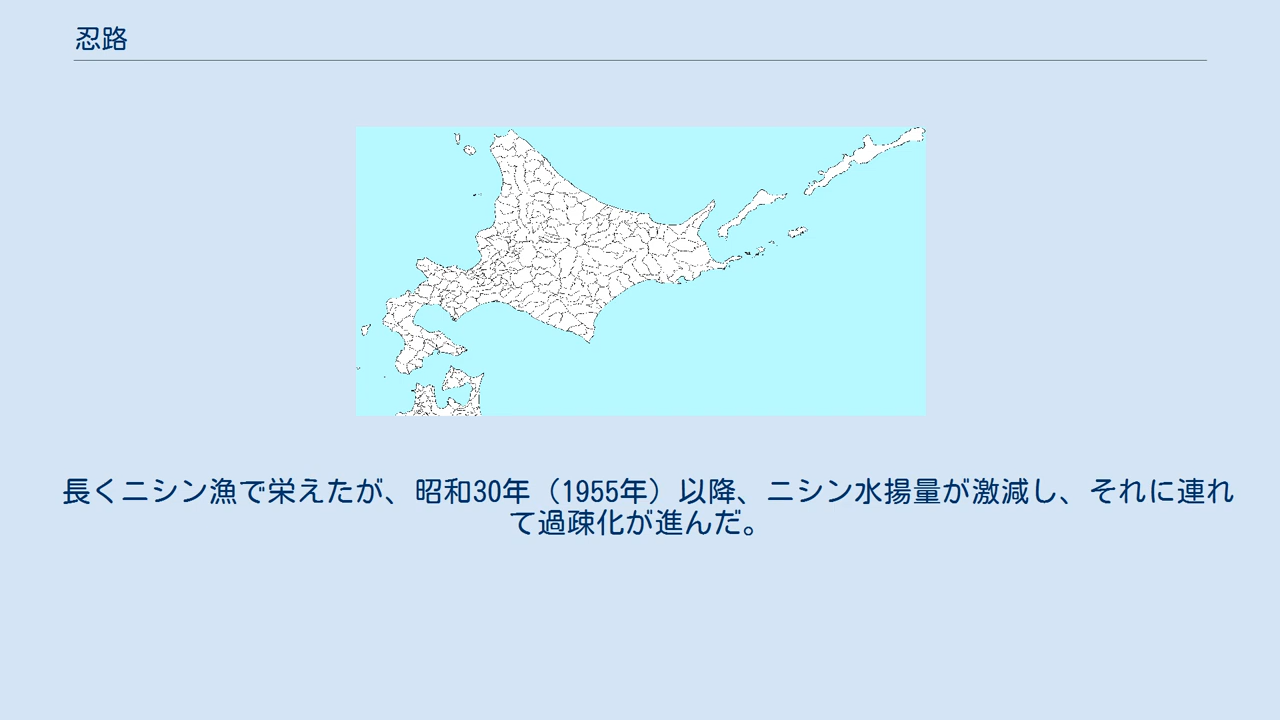 忍路
長くニシン漁で栄えたが、昭和30年（1955年）以降、ニシン水揚量が激減し、それに連れ
て過疎化が進んだ。